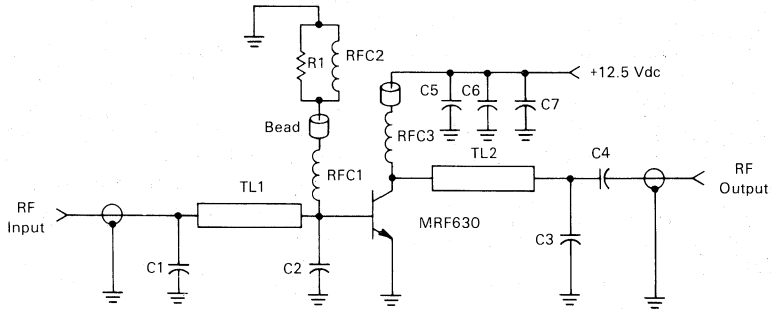 R1
RFC2
+12.5 Vdc
C5
C6
C7
Bead
RFC3
RFC1
TL1
TL2
C4
RF
Input
RF
Output
MRF630
C1
C2
C3